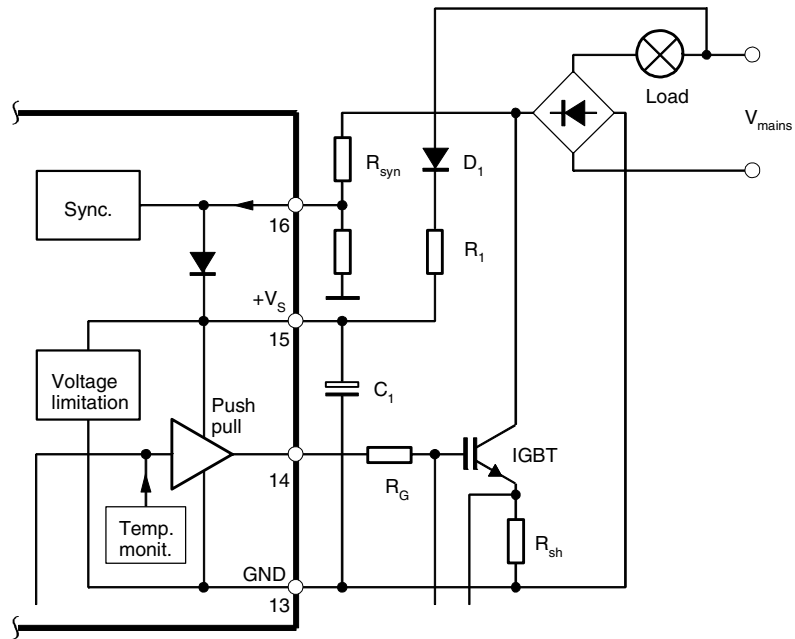 Load
V_mains
R_syn
D_1
Sync.
16
R_1
+V_S
15
Voltage
limitation
C_1
Push
pull
IGBT
14
R_G
Temp.
monit.
R_sh
GND
13